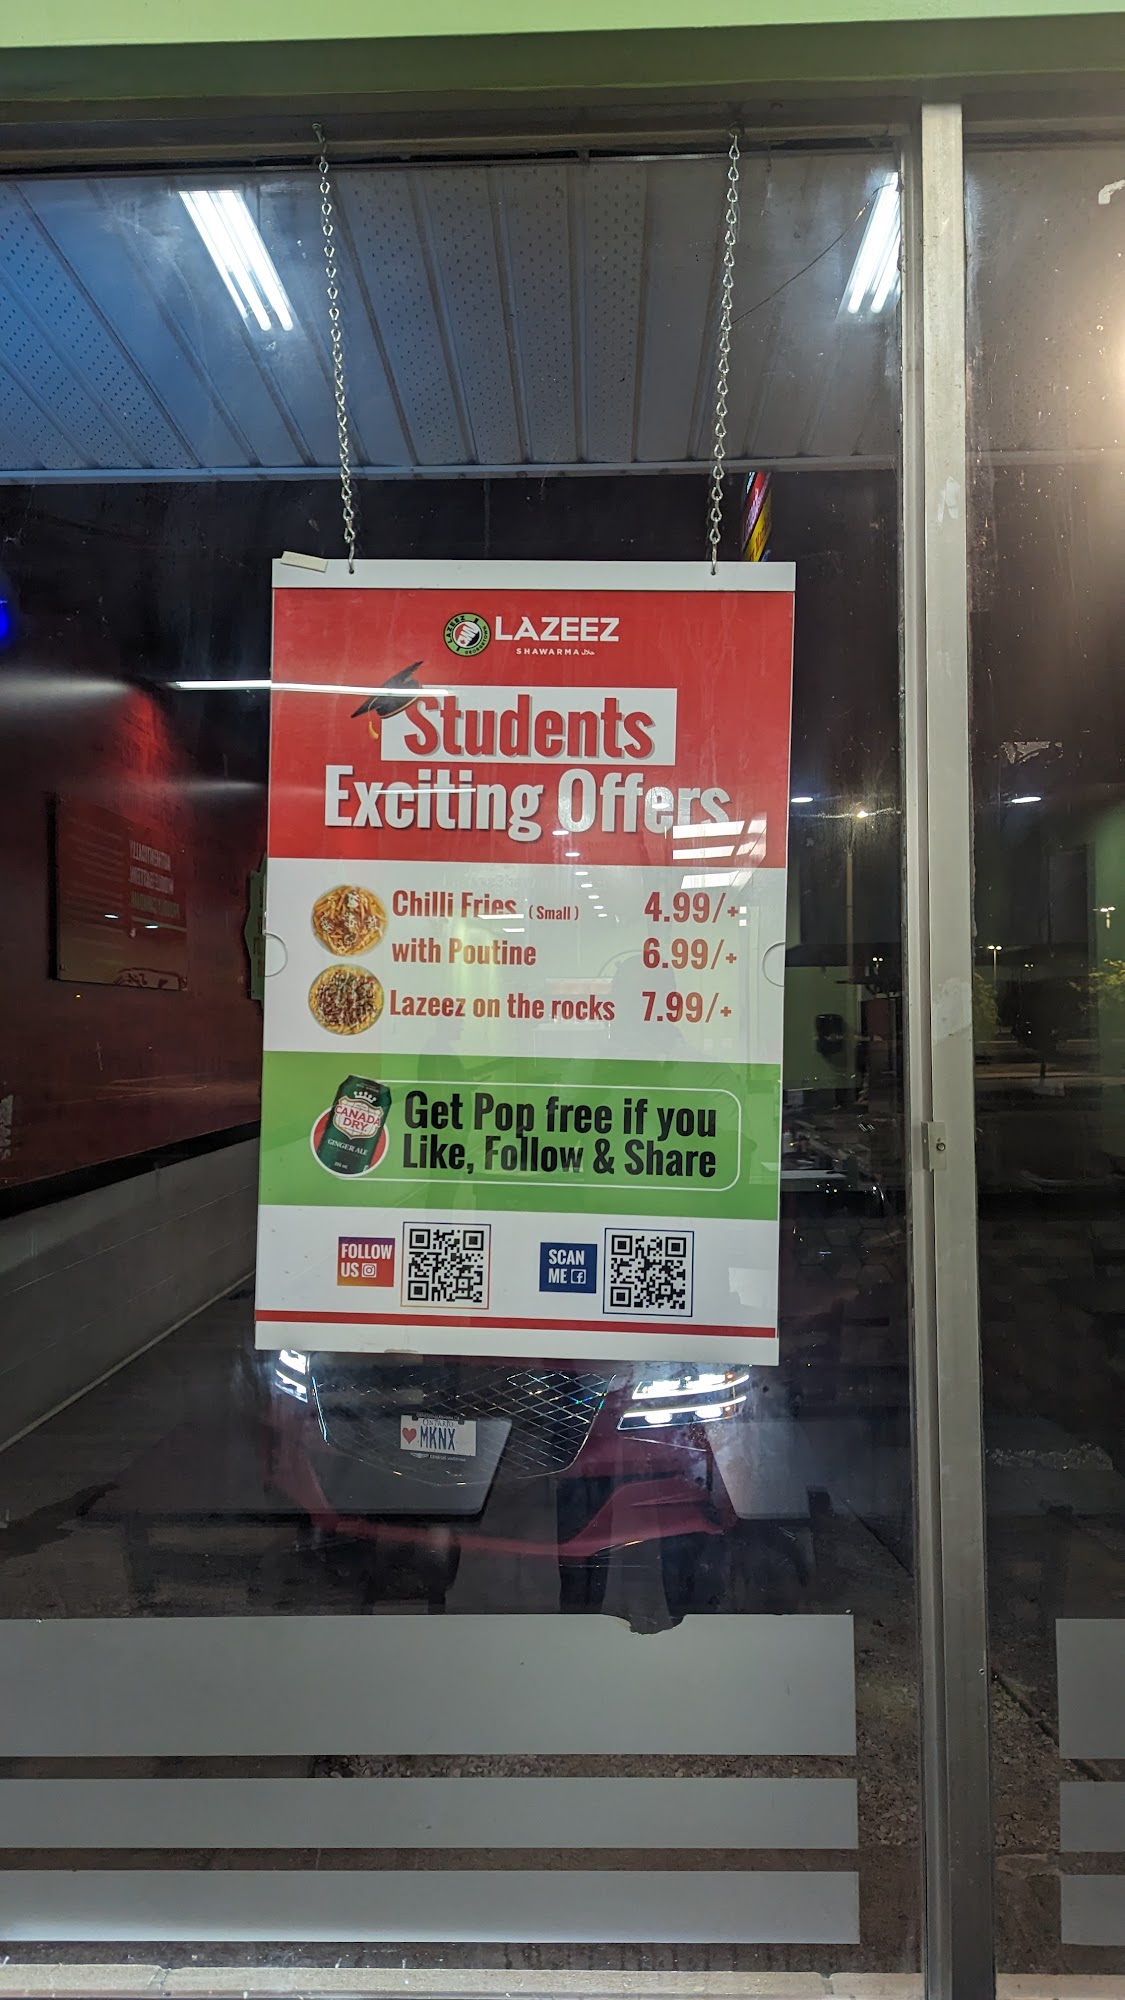 LAZEEZ
SHAWARMA
Students
Exciting Offers
Chilli Fries ( Small ) 4.99/+
with Poutine 6.99/+
Lazeez on the rocks 7.99/+
CANADA
DRY
GINGER ALE
Get Pop free if you
Like, Follow & Share
FOLLOW
US
SCAN
ME
ONTARIO
MKNX